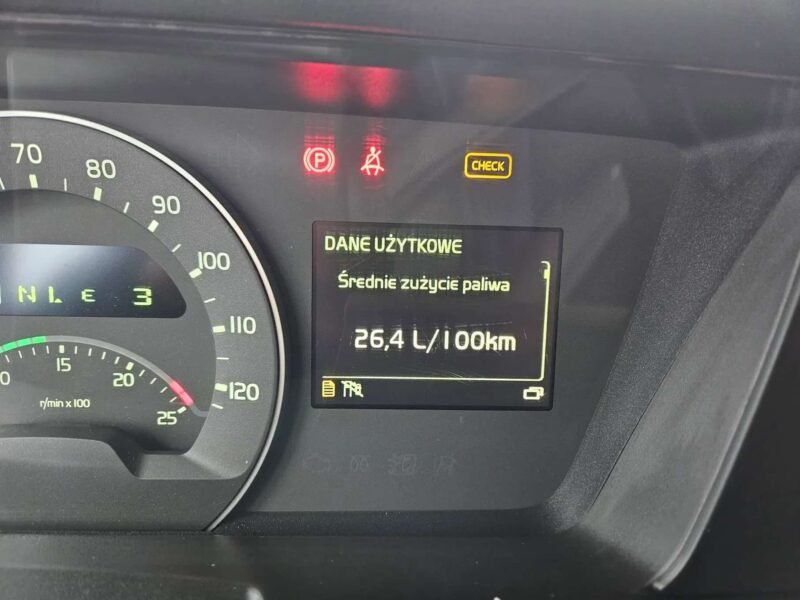 70
80
90
100
110
120
N L E 3
15
20
25
r/min x 100
P
CHECK
DANE UŻYTKOWE
Średnie zużycie paliwa
26,4 L/100km